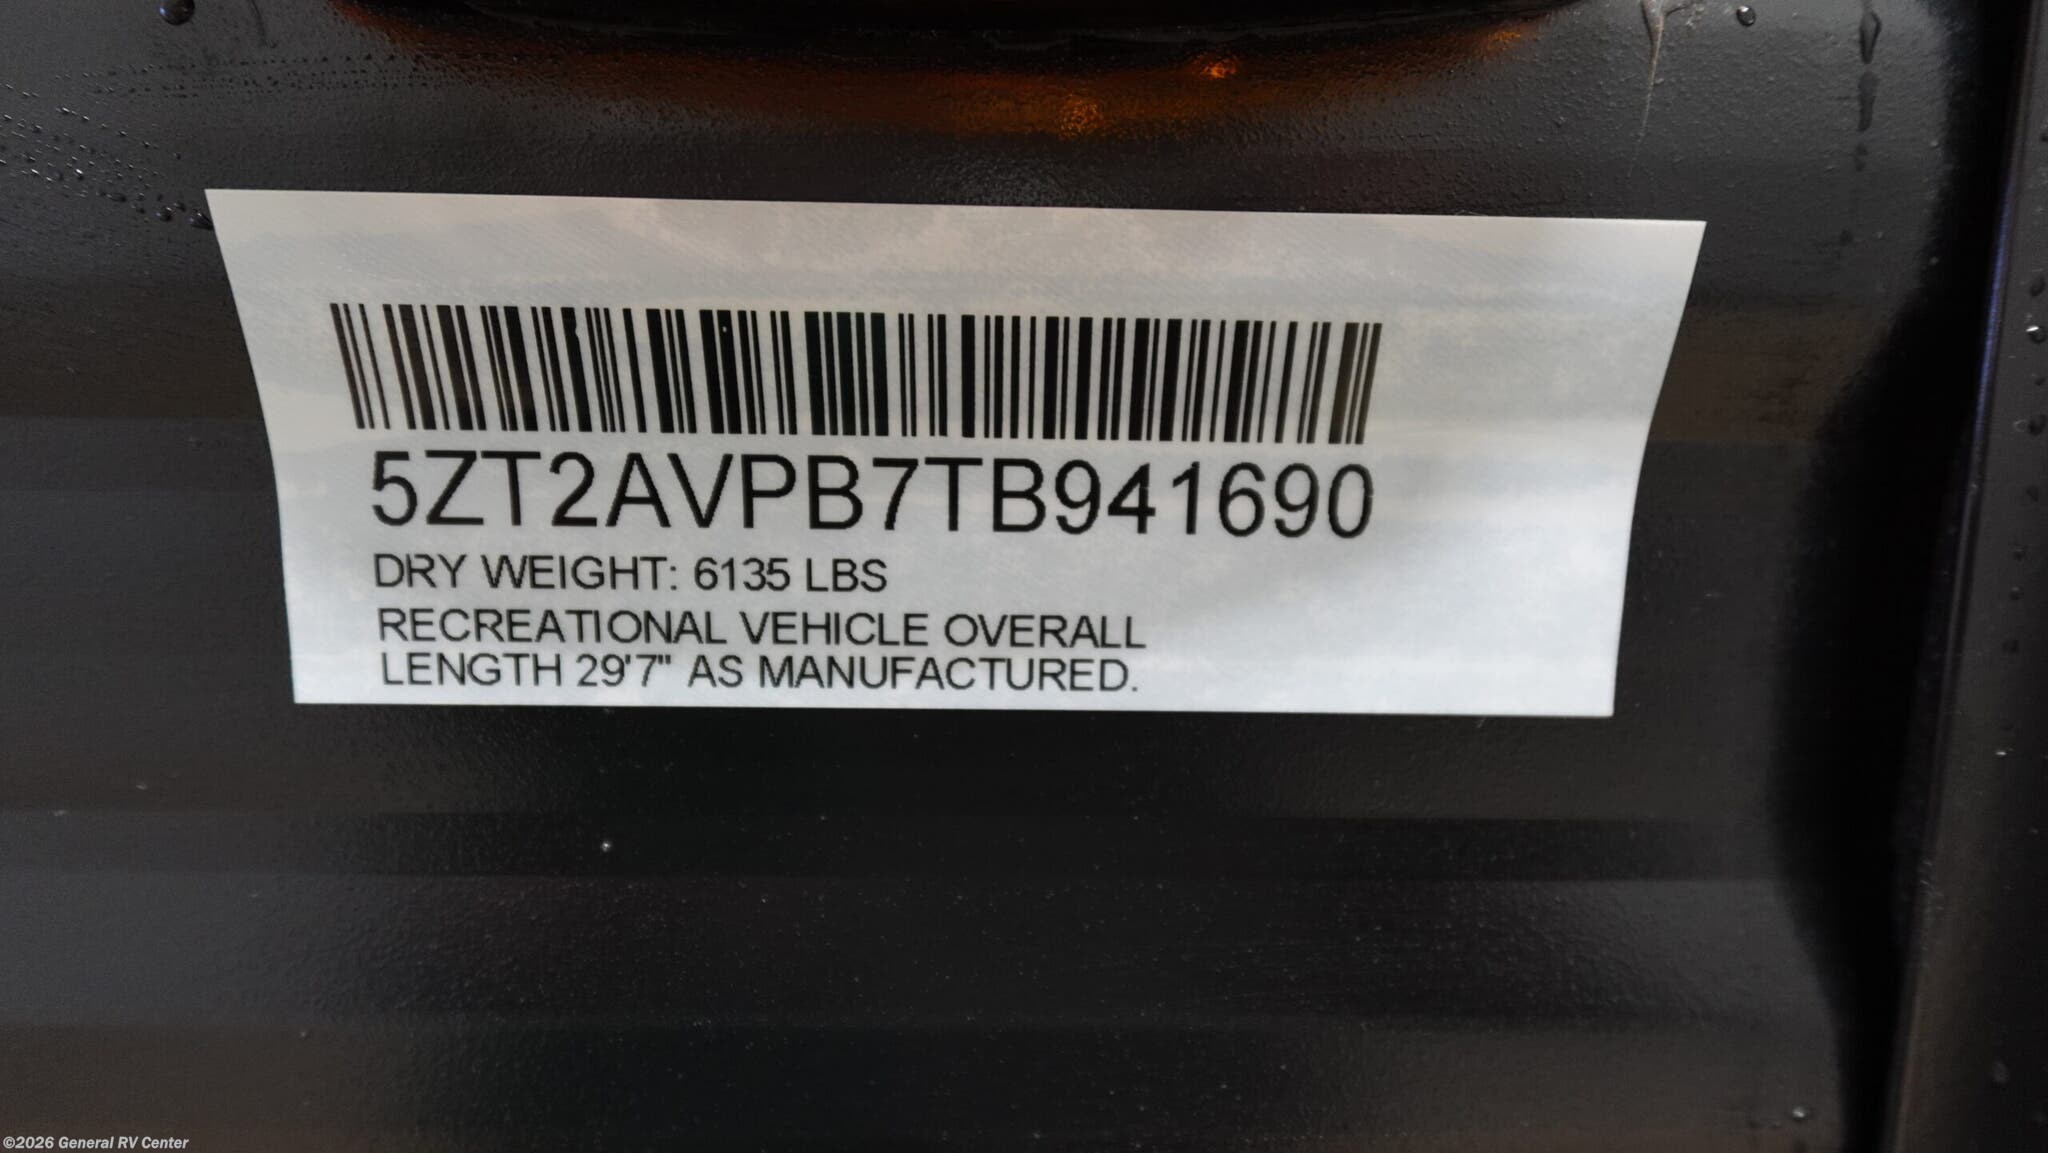 5ZT2AVPB7TB941690
DRY WEIGHT: 6135 LBS
RECREATIONAL VEHICLE OVERALL
LENGTH 29'7" AS MANUFACTURED.
©2026 General RV Center